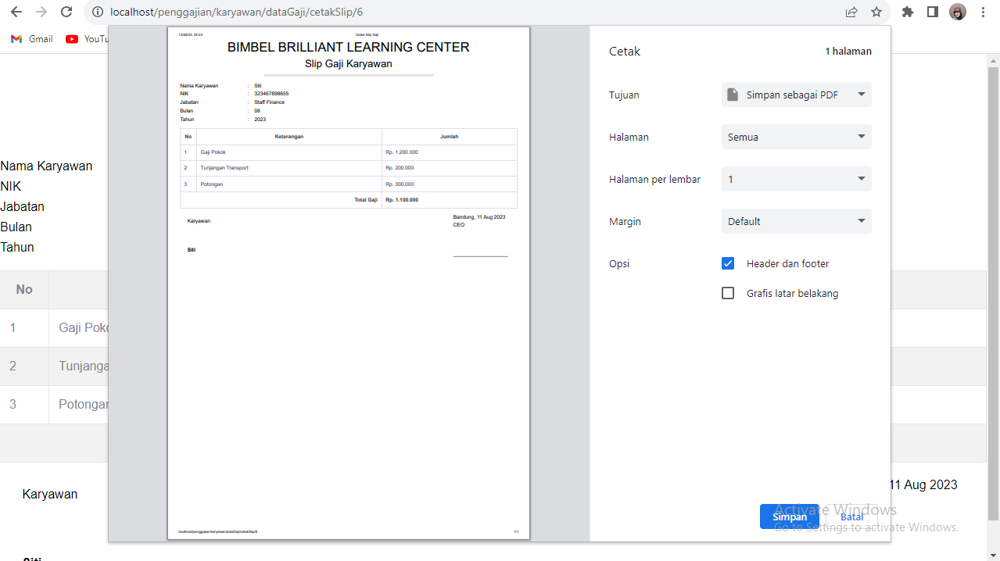 localhost/penggajian/karyawan/dataGaji/cetakSlip/6
Gmail
YouTu
Nama Karyawan
NIK
Jabatan
Bulan
Tahun
No
1 Gaji Poko
2 Tunjanga
3 Potongan
Karyawan
11 Aug 2023
Siti
Cetak Slip Gaji
BIMBEL BRILLIANT LEARNING CENTER
Slip Gaji Karyawan
Nama Karyawan : Siti
NIK : 323467898655
Jabatan : Staff Finance
Bulan : 08
Tahun : 2023
No Keterangan Jumlah
1 Gaji Pokok Rp. 1.200.000
2 Tunjangan Transport Rp. 200.000
3 Potongan Rp. 300.000
Total Gaji Rp. 1.100.000
Bandung, 11 Aug 2023
Karyawan
CEO
Siti
localhost/penggajian/karyawan/dataGaji/cetakSlip/6 1/1
Cetak 1 halaman
Tujuan Simpan sebagai PDF
Halaman Semua
Halaman per lembar 1
Margin Default
Opsi Header dan footer
Grafis latar belakang
Simpan Batal
Activate Windows
Go to Settings to activate Windows.